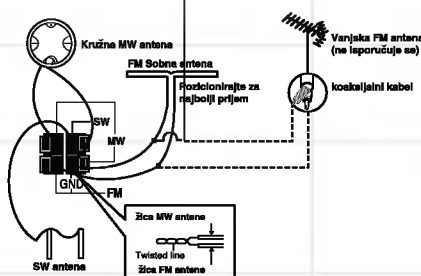 Kružna MW antena
FM Sobna antena
Pozicionirajte za
najbolji prijem
Vanjska FM antena
(ne isporučuje se)
koaksijalni kabel
SW
MW
GND
FM
SW antena
žica MW antene
Twisted line
žica FM antene